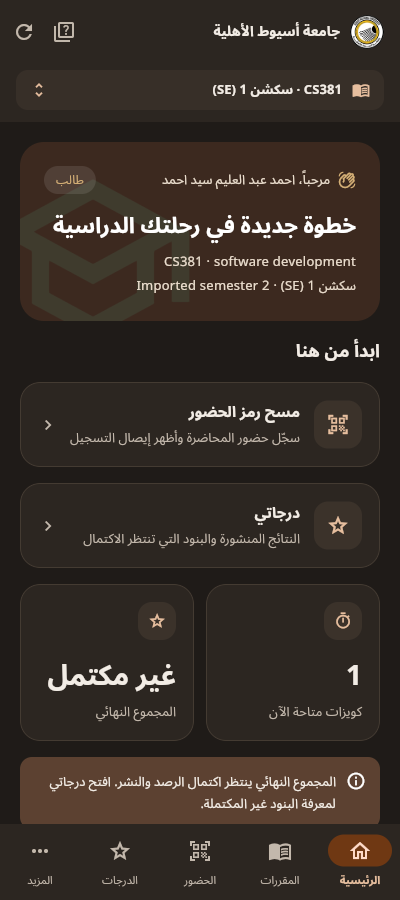 جامعة أسيوط الأهلية
CS381 · سكشن 1 (SE)
مرحباً، احمد عبد العليم سيد احمد
طالب
خطوة جديدة في رحلتك الدراسية
CS381 · software development
سكشن 1 (SE) · Imported semester 2
ابدأ من هنا
مسح رمز الحضور
سجّل حضور المحاضرة وأظهر إيصال التسجيل
درجاتي
النتائج المنشورة والبنود التي تنتظر الاكتمال
1
كويزات متاحة الآن
غير مكتمل
المجموع النهائي
المجموع النهائي ينتظر اكتمال الرصد والنشر. افتح درجاتي
لمعرفة البنود غير المكتملة.
الرئيسية
المقررات
الحضور
الدرجات
المزيد